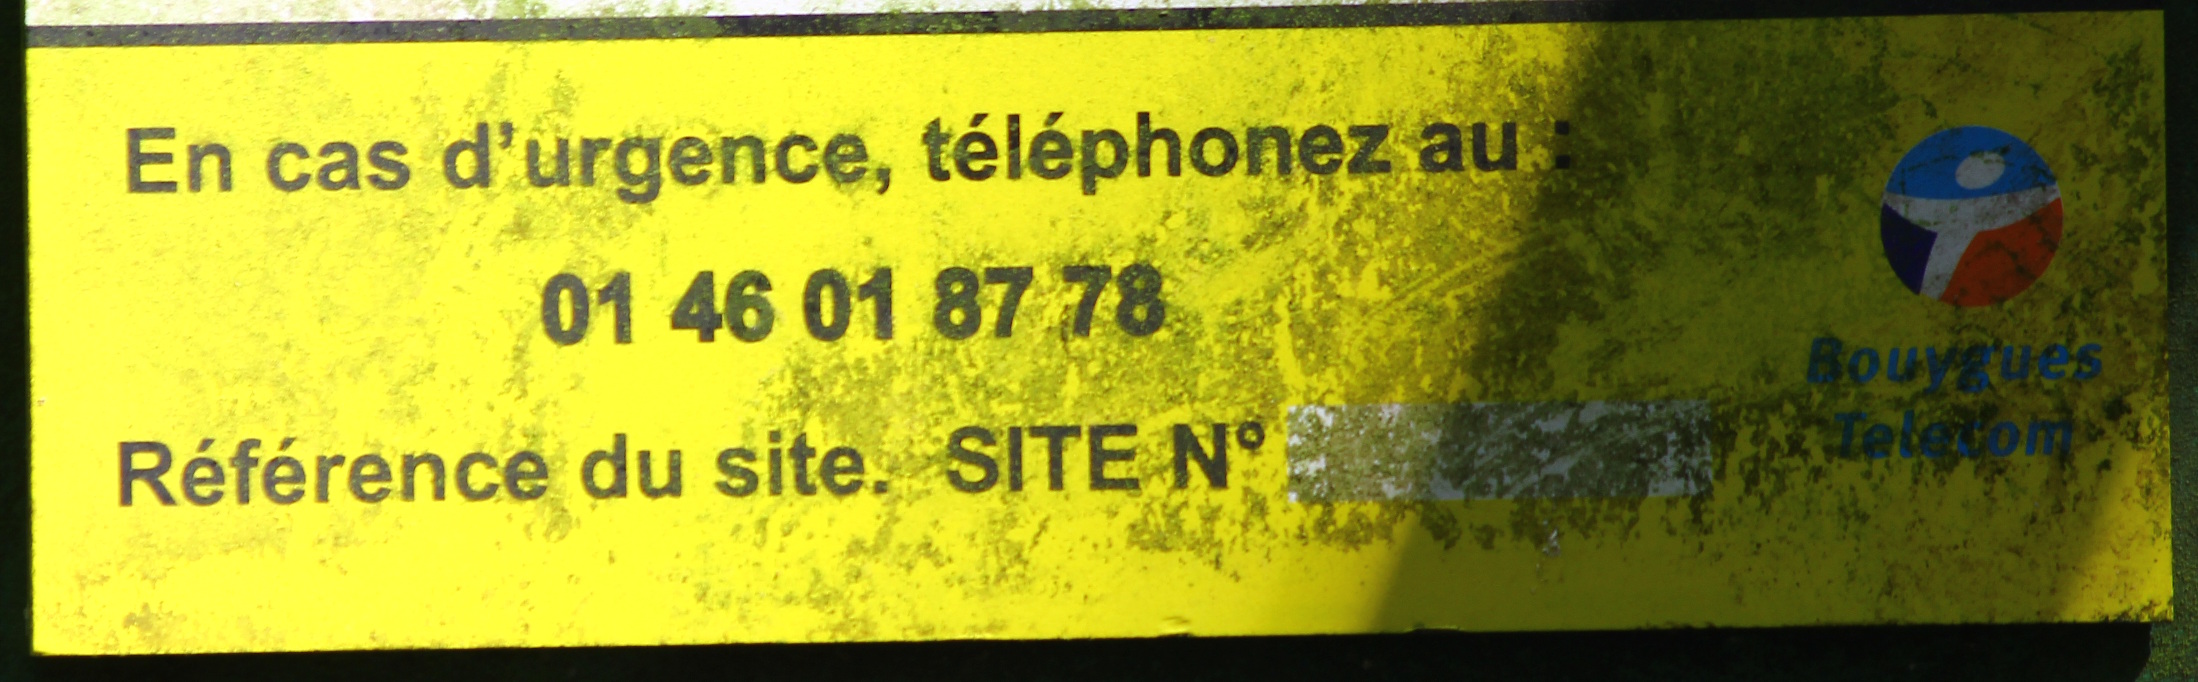 En cas d'urgence, téléphonez au :
01 46 01 87 78
Référence du site. SITE N°
Bouygues
Telecom